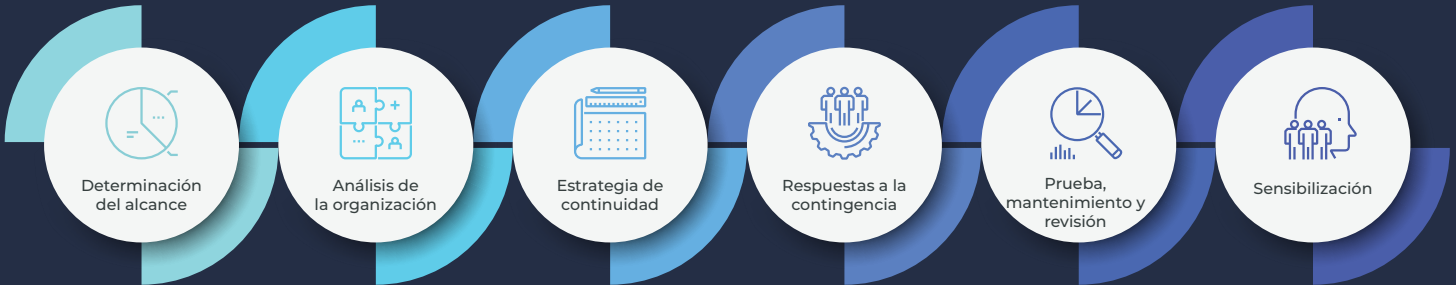 Determinación
del alcance
Análisis de
la organización
Estrategia de
continuidad
Respuestas a la
contingencia
Prueba,
mantenimiento y
revisión
Sensibilización